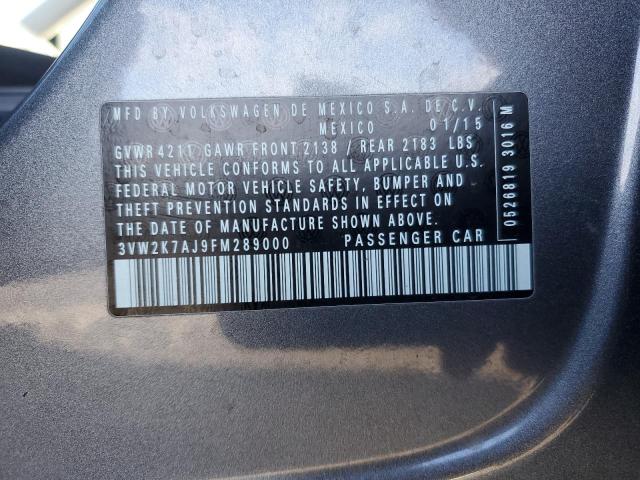 MFD BY VOLKSWAGEN DE MEXICO S.A. DE C.V.
MEXICO 01/15
GVWR 4211 GAWR FRONT 2138 / REAR 2183 LBS
THIS VEHICLE CONFORMS TO ALL APPLICABLE U.S.
FEDERAL MOTOR VEHICLE SAFETY, BUMPER AND
THEFT PREVENTION STANDARDS IN EFFECT ON
THE DATE OF MANUFACTURE SHOWN ABOVE.
3VW2K7AJ9FM289000 PASSENGER CAR
0526819 3016 M